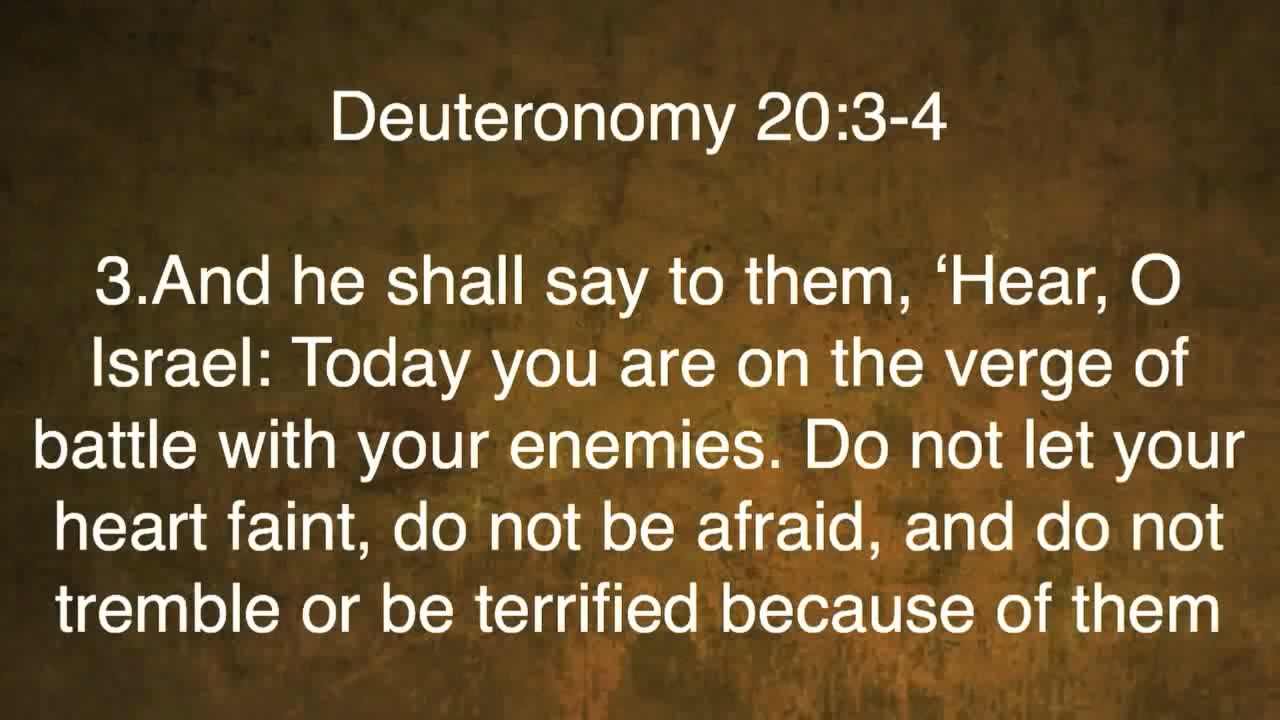 Deuteronomy 20:3-4
3.And he shall say to them, ‘Hear, O
Israel: Today you are on the verge of
battle with your enemies. Do not let your
heart faint, do not be afraid, and do not
tremble or be terrified because of them